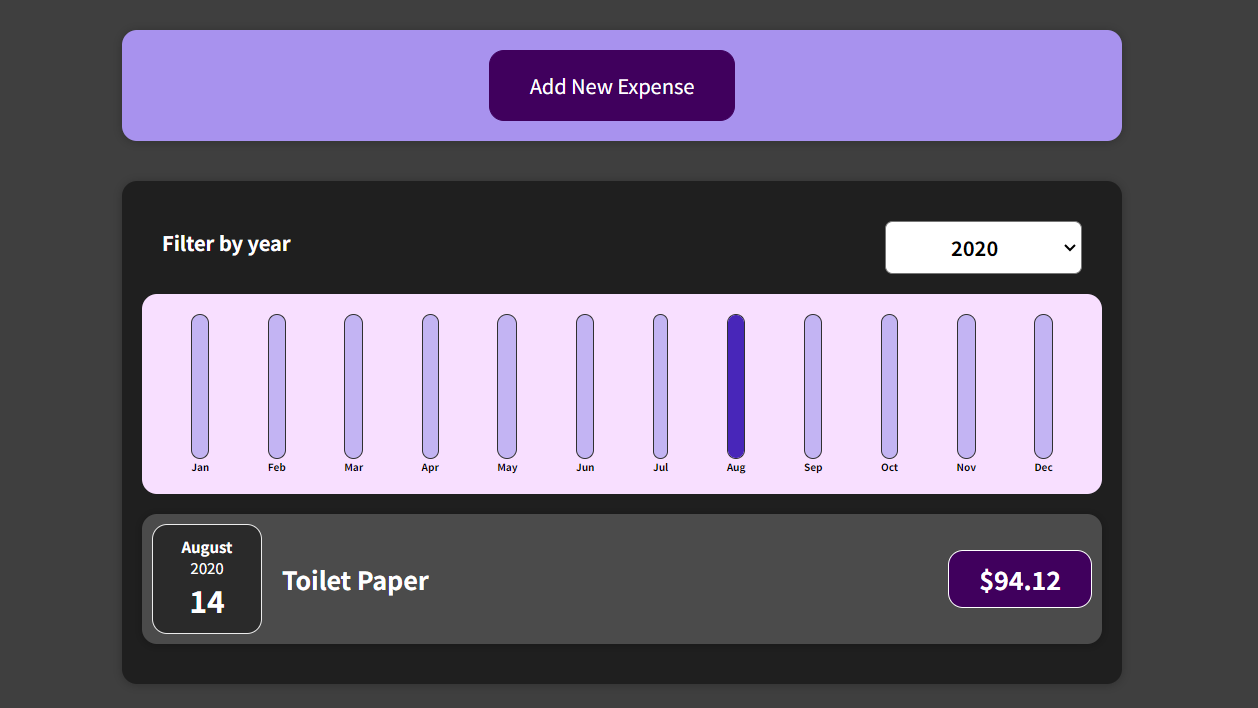 Add New Expense
Filter by year
2020
Jan Feb Mar Apr May Jun Jul Aug Sep Oct Nov Dec
August
2020
14
Toilet Paper
$94.12